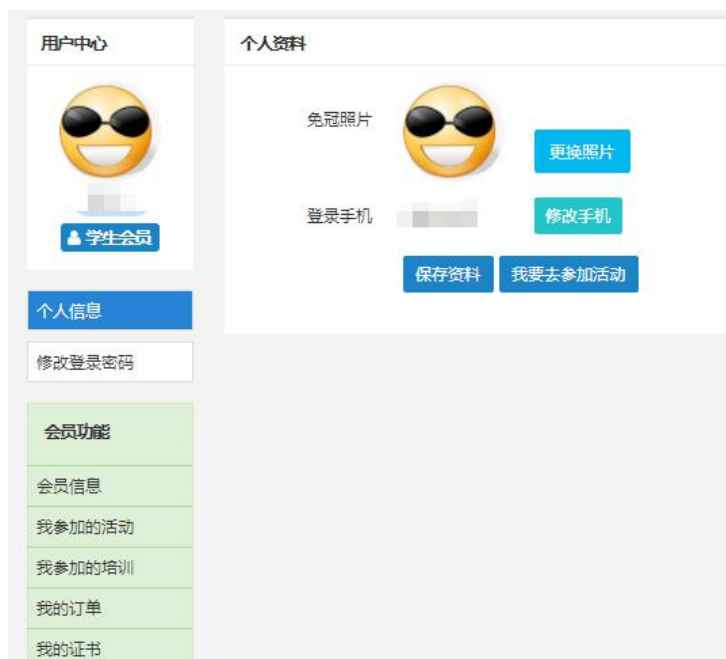 用户中心
学生会员
个人信息
修改登录密码
会员功能
会员信息
我参加的活动
我参加的培训
我的订单
我的证书
个人资料
免冠照片
更换照片
登录手机
修改手机
保存资料
我要去参加活动